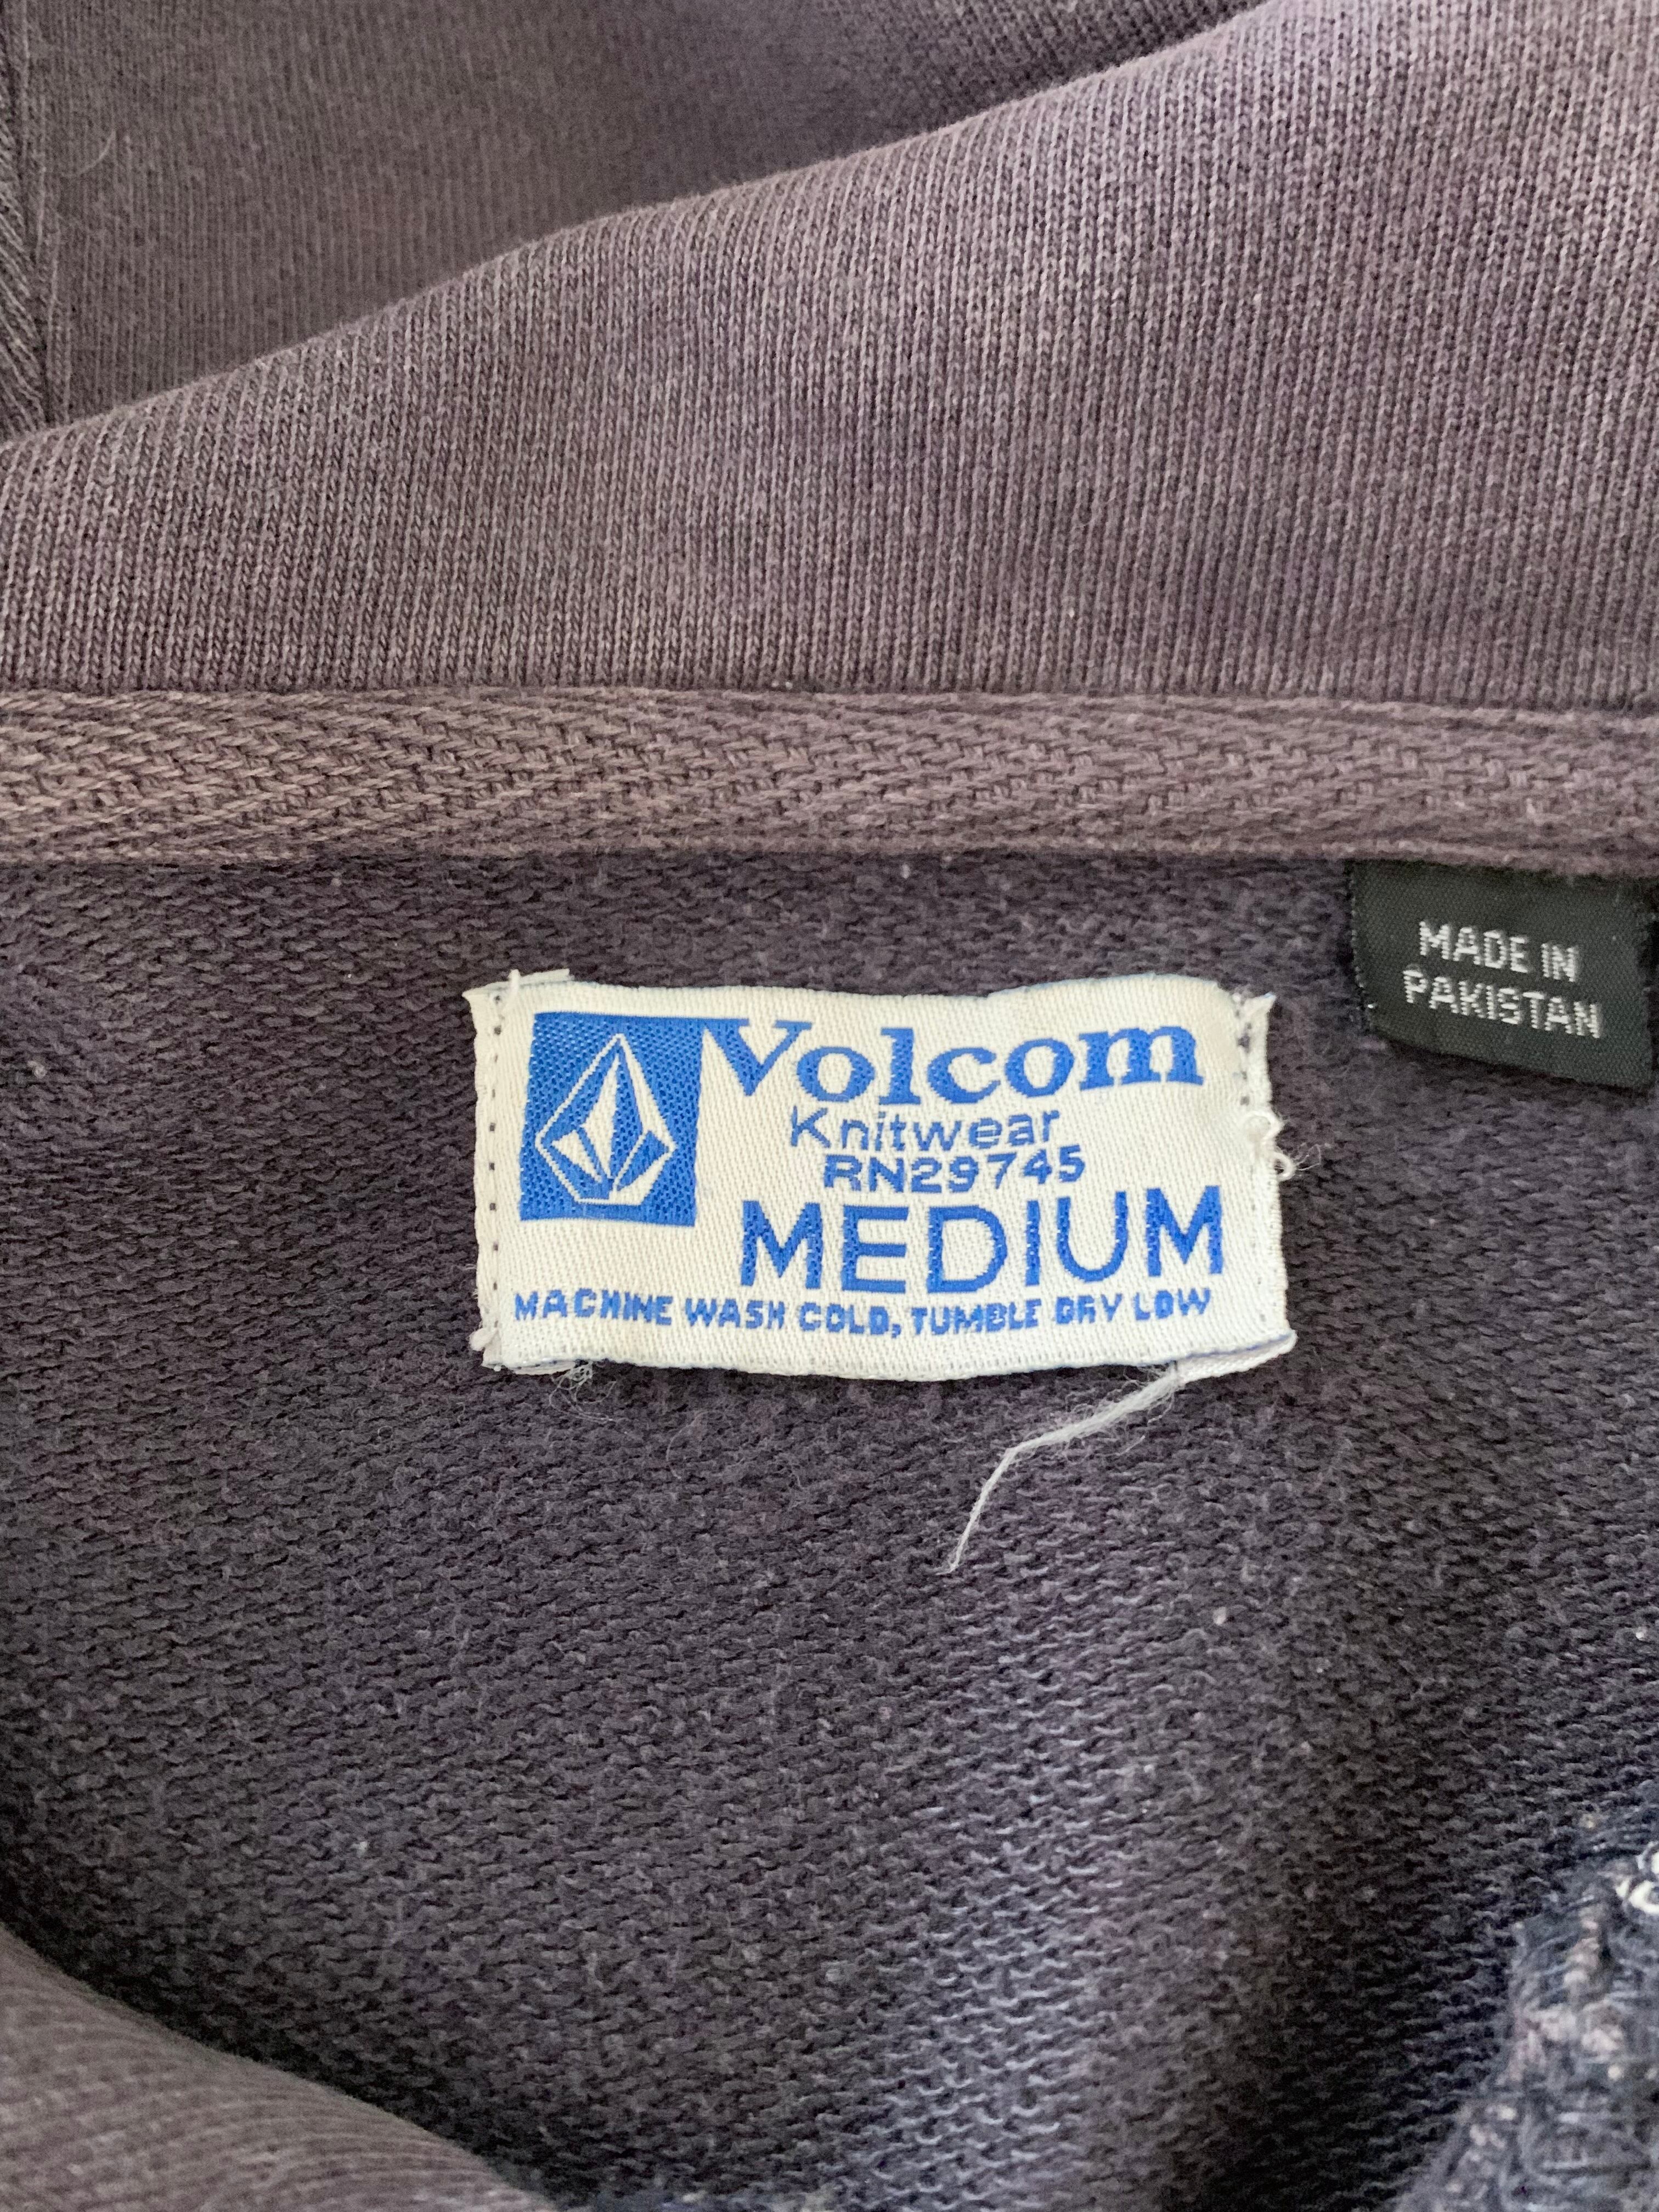 MADE IN
PAKISTAN
Volcom
Knitwear
RN29745
MEDIUM
MACHINE WASH COLD, TUMBLE DRY LOW